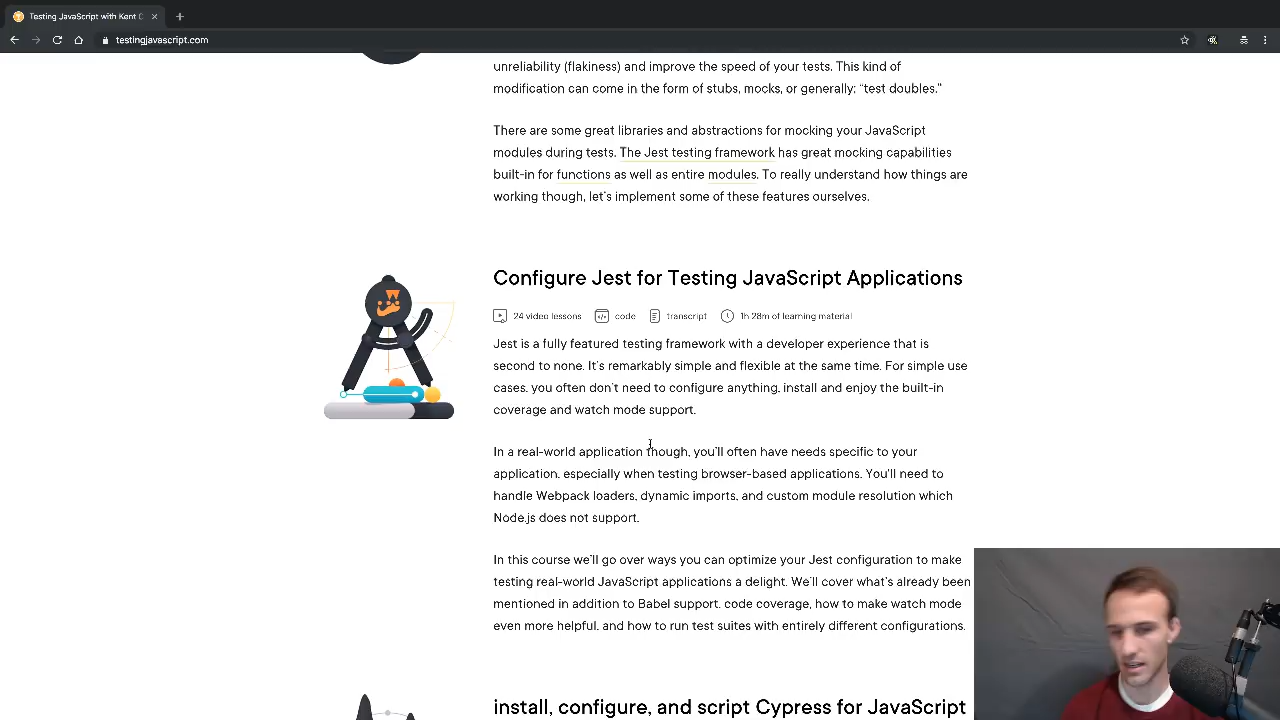 Testing JavaScript with Kent C
testingjavascript.com
unreliability (flakiness) and improve the speed of your tests. This kind of
modification can come in the form of stubs, mocks, or generally: “test doubles.”
There are some great libraries and abstractions for mocking your JavaScript
modules during tests. The Jest testing framework has great mocking capabilities
built-in for functions as well as entire modules. To really understand how things are
working though, let’s implement some of these features ourselves.
Configure Jest for Testing JavaScript Applications
24 video lessons code transcript 1h 28m of learning material
Jest is a fully featured testing framework with a developer experience that is
second to none. It’s remarkably simple and flexible at the same time. For simple use
cases, you often don’t need to configure anything, install and enjoy the built-in
coverage and watch mode support.
In a real-world application though, you’ll often have needs specific to your
application, especially when testing browser-based applications. You’ll need to
handle Webpack loaders, dynamic imports, and custom module resolution which
Node.js does not support.
In this course we’ll go over ways you can optimize your Jest configuration to make
testing real-world JavaScript applications a delight. We’ll cover what’s already been
mentioned in addition to Babel support, code coverage, how to make watch mode
even more helpful, and how to run test suites with entirely different configurations.
install, configure, and script Cypress for JavaScript